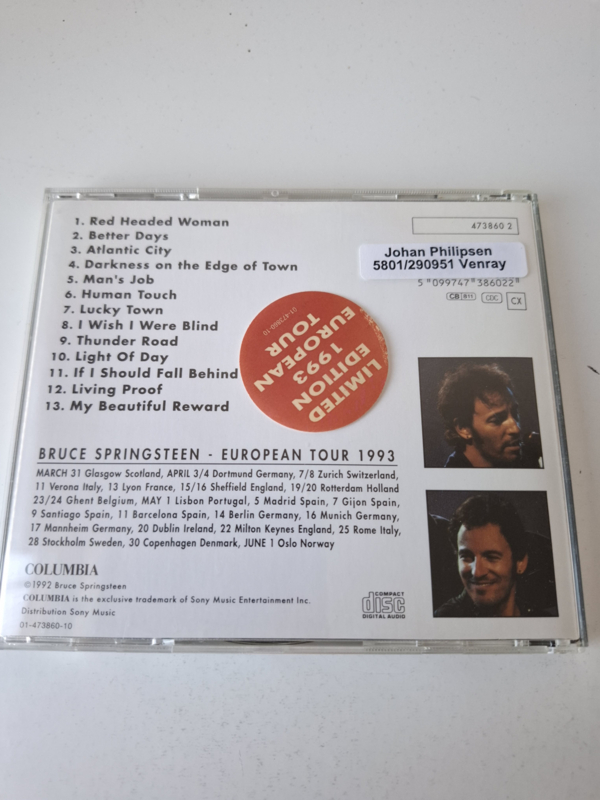 1. Red Headed Woman
2. Better Days
3. Atlantic City
4. Darkness on the Edge of Town
5. Man's Job
6. Human Touch
7. Lucky Town
8. I Wish I Were Blind
9. Thunder Road
10. Light Of Day
11. If I Should Fall Behind
12. Living Proof
13. My Beautiful Reward
473860 2
Johan Philipsen
5801/290951 Venray
5 099747 386022
CB 811
CDC
CX
01-473860-10
LIMITED
EDITION
1993
EUROPEAN
TOUR
BRUCE SPRINGSTEEN - EUROPEAN TOUR 1993
MARCH 31 Glasgow Scotland, APRIL 3/4 Dortmund Germany, 7/8 Zurich Switzerland,
11 Verona Italy, 13 Lyon France, 15/16 Sheffield England, 19/20 Rotterdam Holland
23/24 Ghent Belgium, MAY 1 Lisbon Portugal, 5 Madrid Spain, 7 Gijon Spain,
9 Santiago Spain, 11 Barcelona Spain, 14 Berlin Germany, 16 Munich Germany,
17 Mannheim Germany, 20 Dublin Ireland, 22 Milton Keynes England, 25 Rome Italy,
28 Stockholm Sweden, 30 Copenhagen Denmark, JUNE 1 Oslo Norway
COLUMBIA
©1992 Bruce Springsteen
COLUMBIA is the exclusive trademark of Sony Music Entertainment Inc.
Distribution Sony Music
01-473860-10
COMPACT
disc
DIGITAL AUDIO